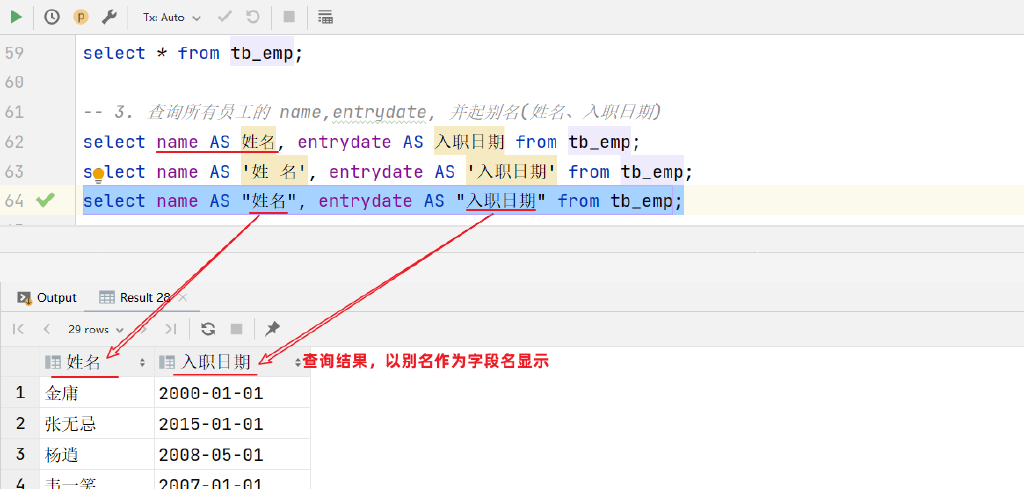 Tx: Auto
59 select * from tb_emp;
60
61 -- 3. 查询所有员工的 name,entrydate, 并起别名(姓名、入职日期)
62 select name AS 姓名, entrydate AS 入职日期 from tb_emp;
63 select name AS '姓 名', entrydate AS '入职日期' from tb_emp;
64 select name AS "姓名", entrydate AS "入职日期" from tb_emp;
Output Result 28
29 rows
姓名 入职日期 查询结果，以别名作为字段名显示
1 金庸 2000-01-01
2 张无忌 2015-01-01
3 杨逍 2008-05-01
4 韦一笑 2007-01-01